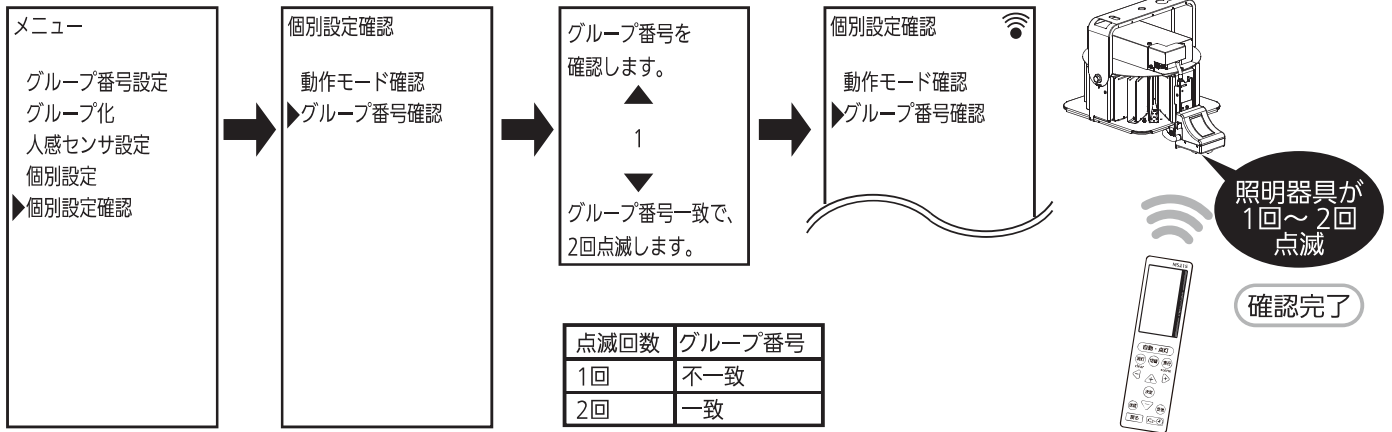 メニュー
グループ番号設定
グループ化
人感センサ設定
個別設定
個別設定確認
個別設定確認
動作モード確認
グループ番号確認
グループ番号を
確認します。
1
グループ番号一致で、
2回点滅します。
個別設定確認
動作モード確認
グループ番号確認
照明器具が
1回～2回
点滅
確認完了
点滅回数 グループ番号
1回 不一致
2回 一致
自動・点灯
戻る